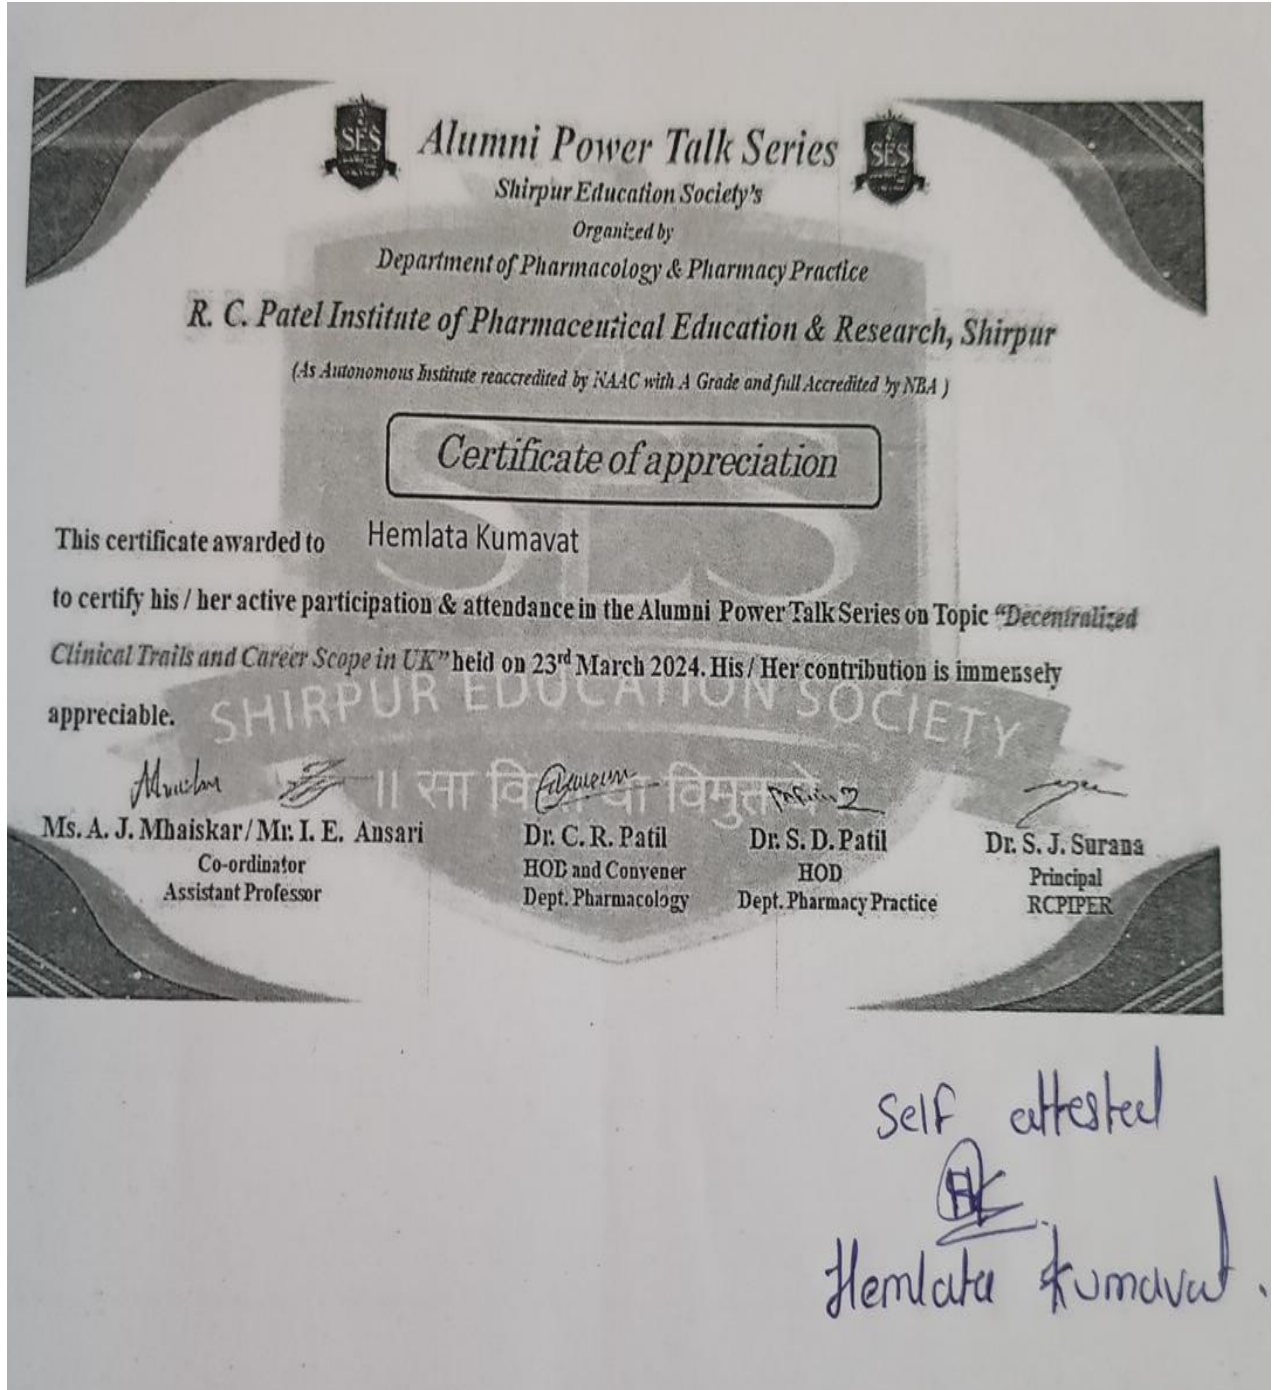 SES
SES
Alumni Power Talk Series
Shirpur Education Society's
Organized by
Department of Pharmacology & Pharmacy Practice
R. C. Patel Institute of Pharmaceutical Education & Research, Shirpur
(As Autonomous Institute reaccredited by NAAC with A Grade and full Accredited by NBA )
Certificate of appreciation
SES
This certificate awarded to Hemlata Kumavat
to certify his / her active participation & attendance in the Alumni Power Talk Series on Topic "Decentralized
Clinical Trails and Career Scope in UK" held on 23rd March 2024. His / Her contribution is immensely
appreciable.
SHIRPUR EDUCATION SOCIETY
॥ सा वि या विमुक्त
Ms. A. J. Mhaiskar / Mr. I. E. Ansari
Co-ordinator
Assistant Professor
Dr. C. R. Patil
HOD and Convener
Dept. Pharmacology
Dr. S. D. Patil
HOD
Dept. Pharmacy Practice
Dr. S. J. Surana
Principal
RCPIPER
Self attested
HK
Hemlata Kumavat.